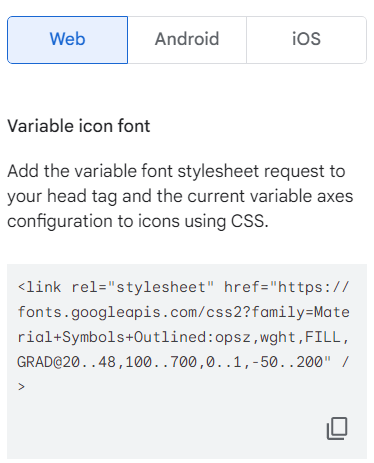 Web Android iOS
Variable icon font
Add the variable font stylesheet request to
your head tag and the current variable axes
configuration to icons using CSS.
<link rel="stylesheet" href="https://
fonts.googleapis.com/css2?family=Mate
rial+Symbols+Outlined:opsz,wght,FILL,
GRAD@20..48,100..700,0..1,-50..200" /
>